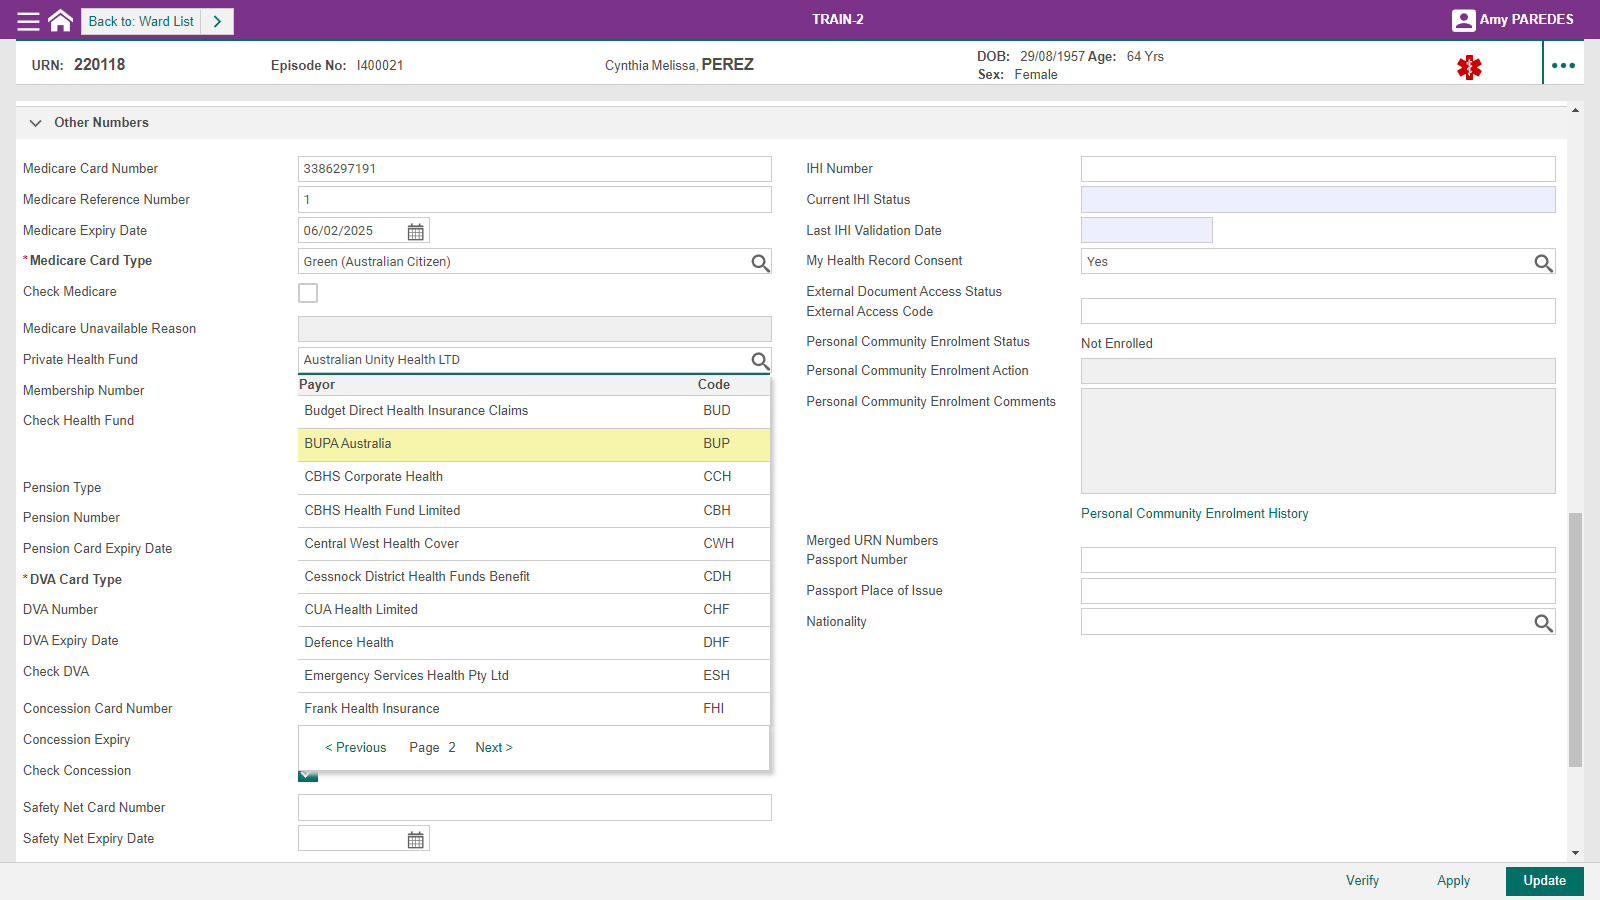 Back to: Ward List
TRAIN-2
Amy PAREDES
URN: 220118
Episode No: I400021
Cynthia Melissa, PEREZ
DOB: 29/08/1957 Age: 64 Yrs
Sex: Female
Other Numbers
Medicare Card Number 3386297191
Medicare Reference Number 1
Medicare Expiry Date 06/02/2025
*Medicare Card Type Green (Australian Citizen)
Check Medicare
Medicare Unavailable Reason
Private Health Fund Australian Unity Health LTD
Membership Number
Check Health Fund
Payor Code
Budget Direct Health Insurance Claims BUD
BUPA Australia BUP
CBHS Corporate Health CCH
CBHS Health Fund Limited CBH
Central West Health Cover CWH
Cessnock District Health Funds Benefit CDH
CUA Health Limited CHF
Defence Health DHF
Emergency Services Health Pty Ltd ESH
Frank Health Insurance FHI
< Previous Page 2 Next >
Pension Type
Pension Number
Pension Card Expiry Date
*DVA Card Type
DVA Number
DVA Expiry Date
Check DVA
Concession Card Number
Concession Expiry
Check Concession
Safety Net Card Number
Safety Net Expiry Date
IHI Number
Current IHI Status
Last IHI Validation Date
My Health Record Consent Yes
External Document Access Status
External Access Code
Personal Community Enrolment Status Not Enrolled
Personal Community Enrolment Action
Personal Community Enrolment Comments
Personal Community Enrolment History
Merged URN Numbers
Passport Number
Passport Place of Issue
Nationality
Verify
Apply
Update